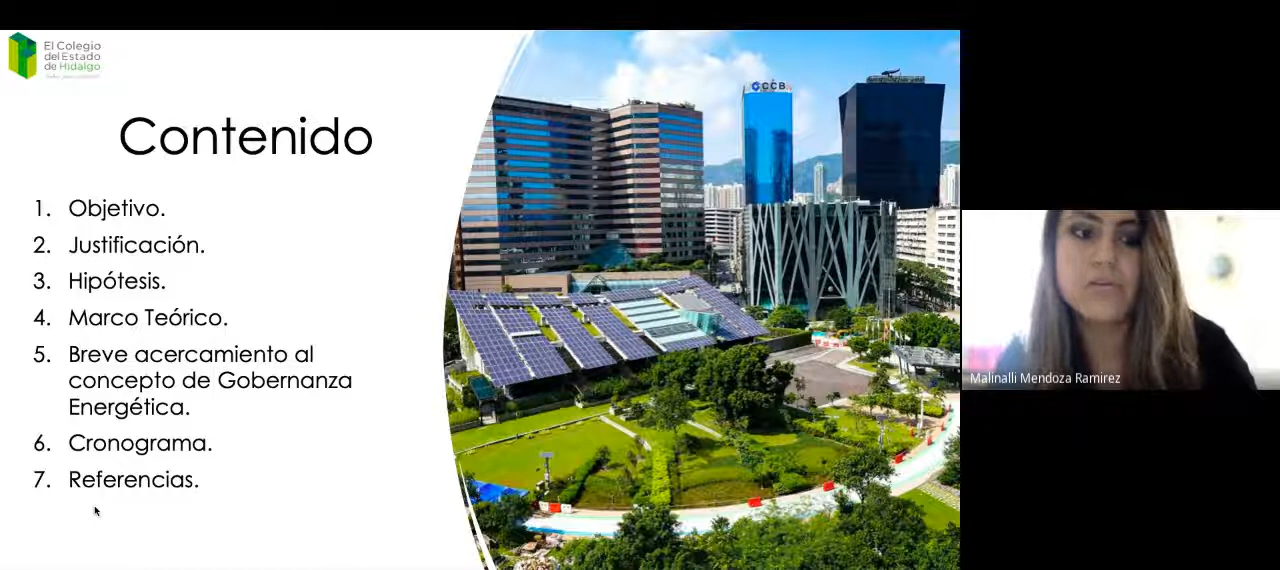 El Colegio
del Estado
de Hidalgo
Contenido
1. Objetivo.
2. Justificación.
3. Hipótesis.
4. Marco Teórico.
5. Breve acercamiento al
concepto de Gobernanza
Energética.
6. Cronograma.
7. Referencias.
CCB
Malinalli Mendoza Ramirez